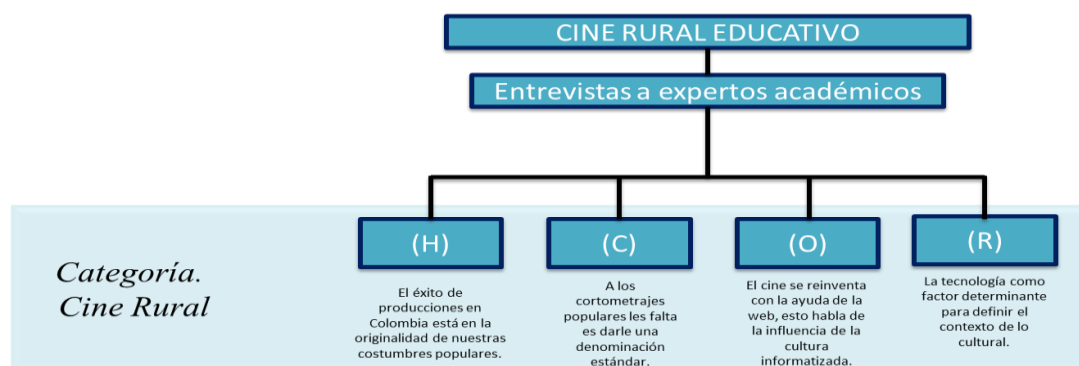 CINE RURAL EDUCATIVO
Entrevistas a expertos académicos
Categoría.
Cine Rural
(H)
El éxito de
producciones en
Colombia está en la
originalidad de nuestras
costumbres populares.
(C)
A los
cortometrajes
populares les falta
es darle una
denominación
estándar.
(O)
El cine se reinventa
con la ayuda de la
web, esto habla de
la influencia de la
cultura
informatizada.
(R)
La tecnología como
factor determinante
para definir el
contexto de lo
cultural.